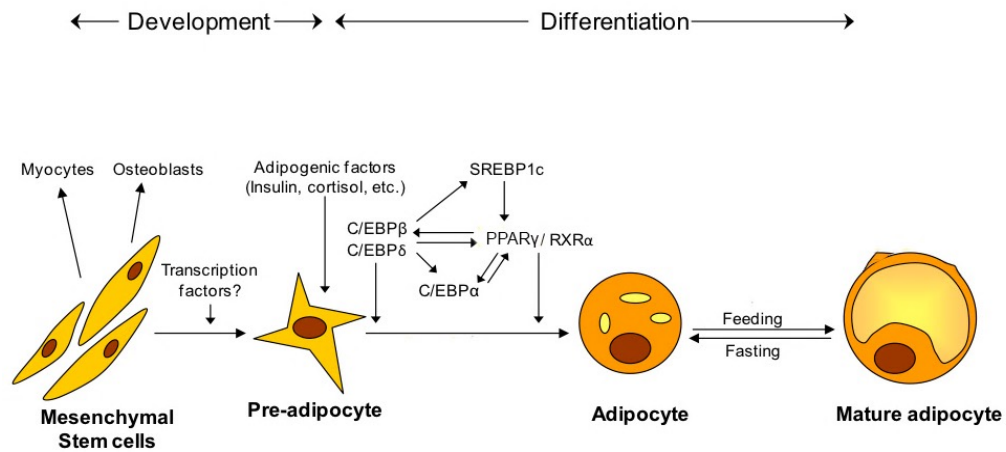 Development
Differentiation
Myocytes
Osteoblasts
Adipogenic factors
(Insulin, cortisol, etc.)
SREBP1c
C/EBPβ
C/EBPδ
PPARγ / RXRα
C/EBPα
Transcription
factors?
Feeding
Fasting
Mesenchymal
Stem cells
Pre-adipocyte
Adipocyte
Mature adipocyte